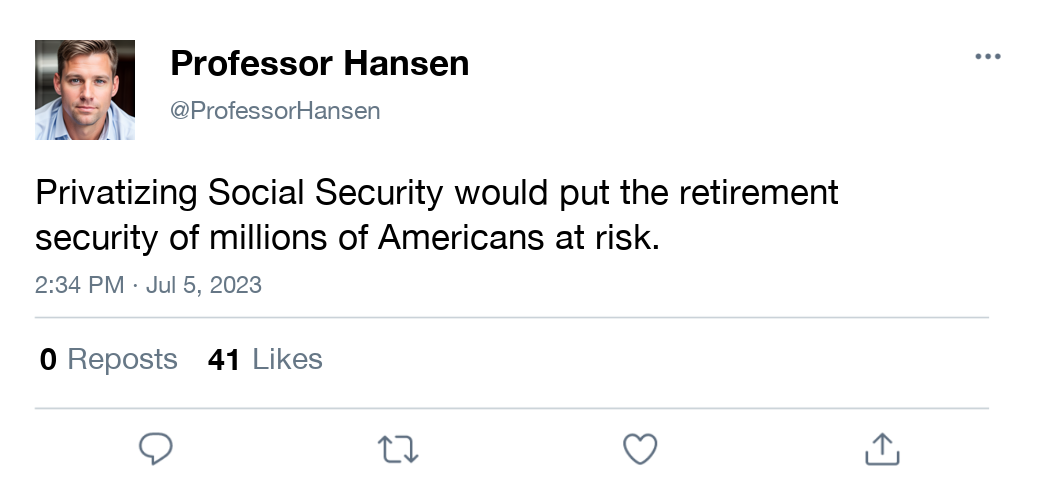 Professor Hansen
@ProfessorHansen
Privatizing Social Security would put the retirement
security of millions of Americans at risk.
2:34 PM · Jul 5, 2023
0 Reposts 41 Likes